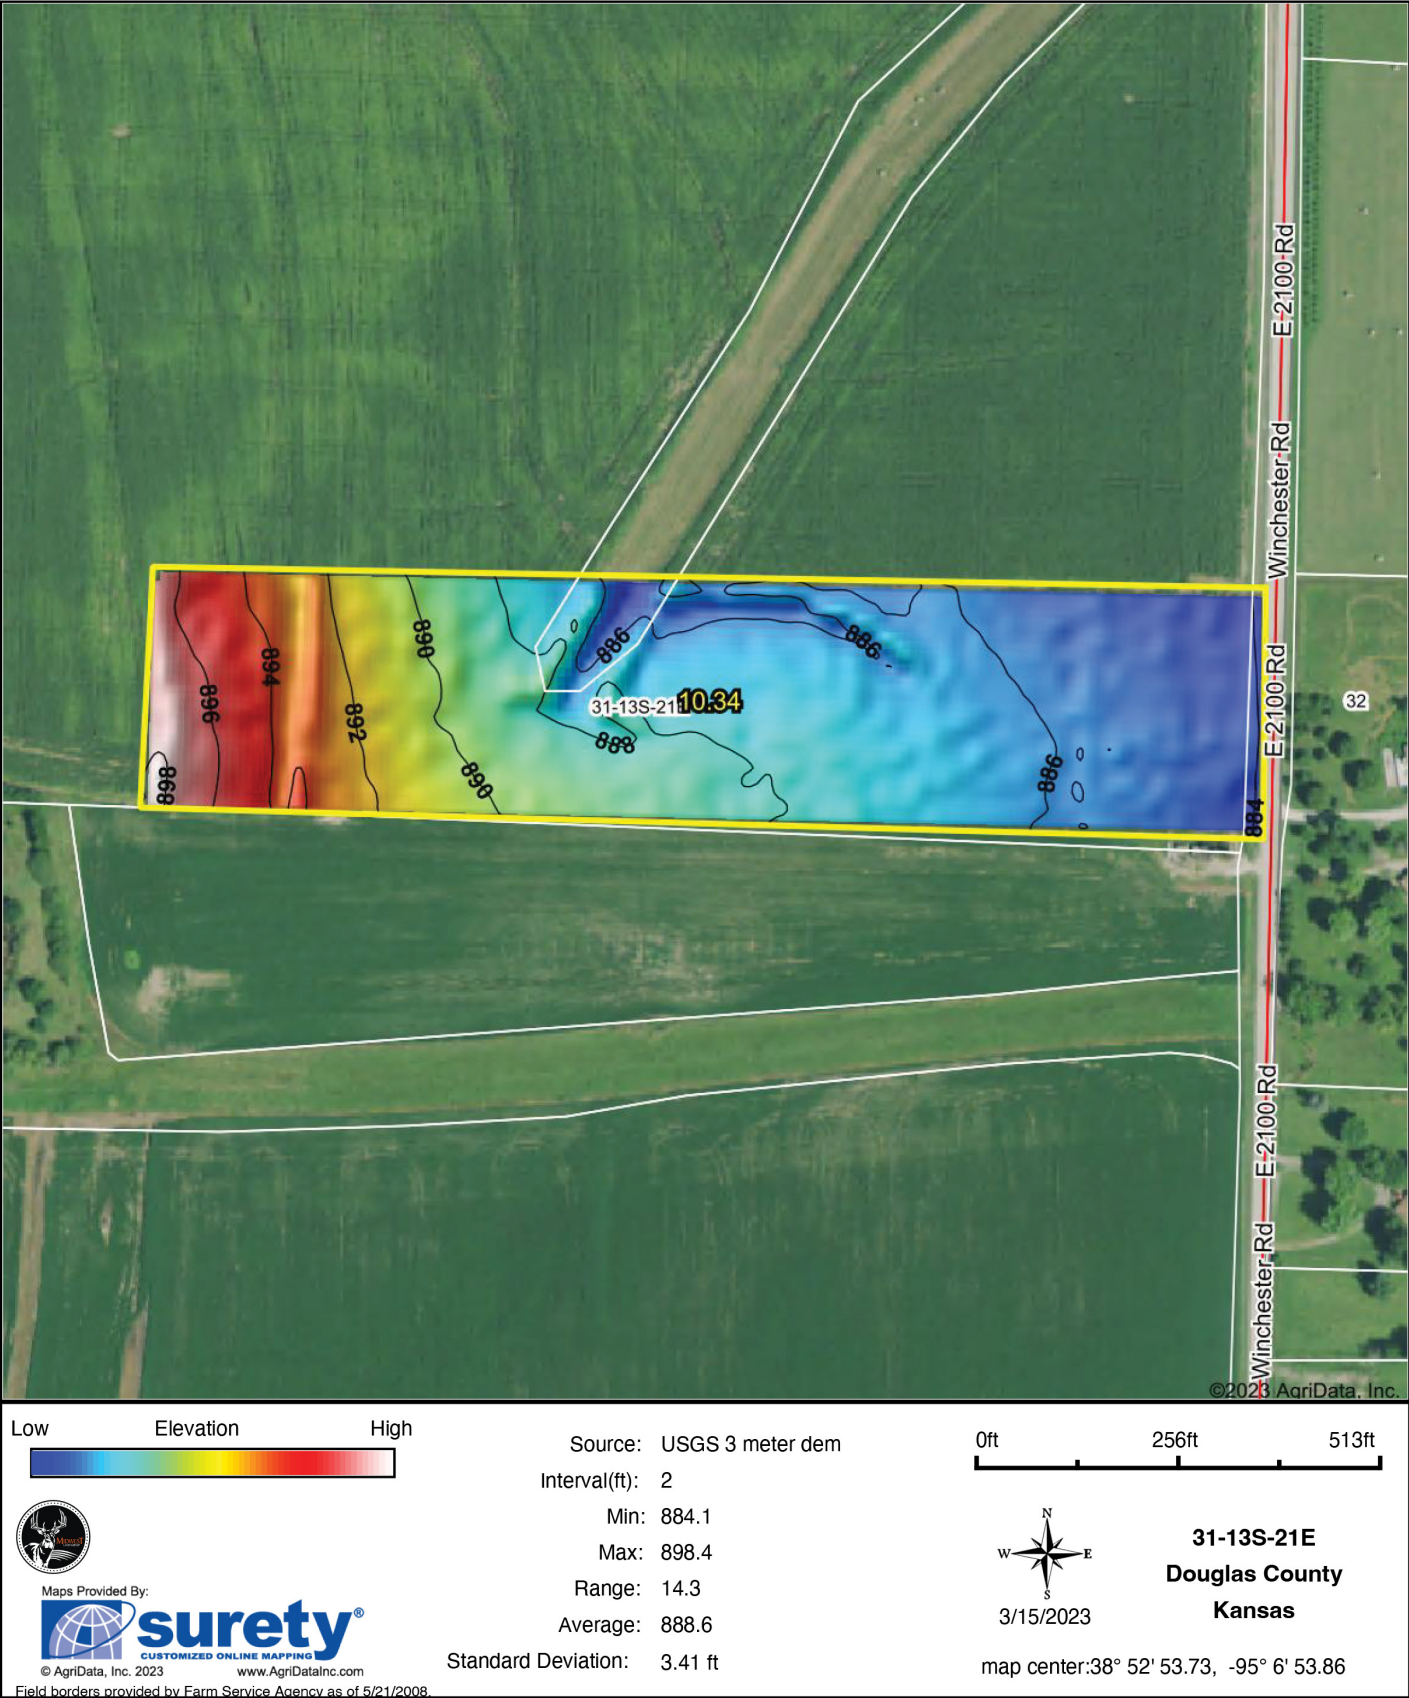 E 2100 Rd
Winchester Rd
E 2100 Rd
E 2100 Rd
Winchester Rd
32
890
886
886
894
896
892
31-13S-21E
10.34
888
890
886
898
884
©2023 AgriData, Inc.
Low Elevation High
Source: USGS 3 meter dem
Interval(ft): 2
Min: 884.1
Max: 898.4
Range: 14.3
Average: 888.6
Standard Deviation: 3.41 ft
0ft 256ft 513ft
N
W E
S
3/15/2023
31-13S-21E
Douglas County
Kansas
map center:38° 52' 53.73, -95° 6' 53.86
MIDWEST
Maps Provided By:
surety®
CUSTOMIZED ONLINE MAPPING
© AgriData, Inc. 2023 www.AgriDataInc.com
Field borders provided by Farm Service Agency as of 5/21/2008.